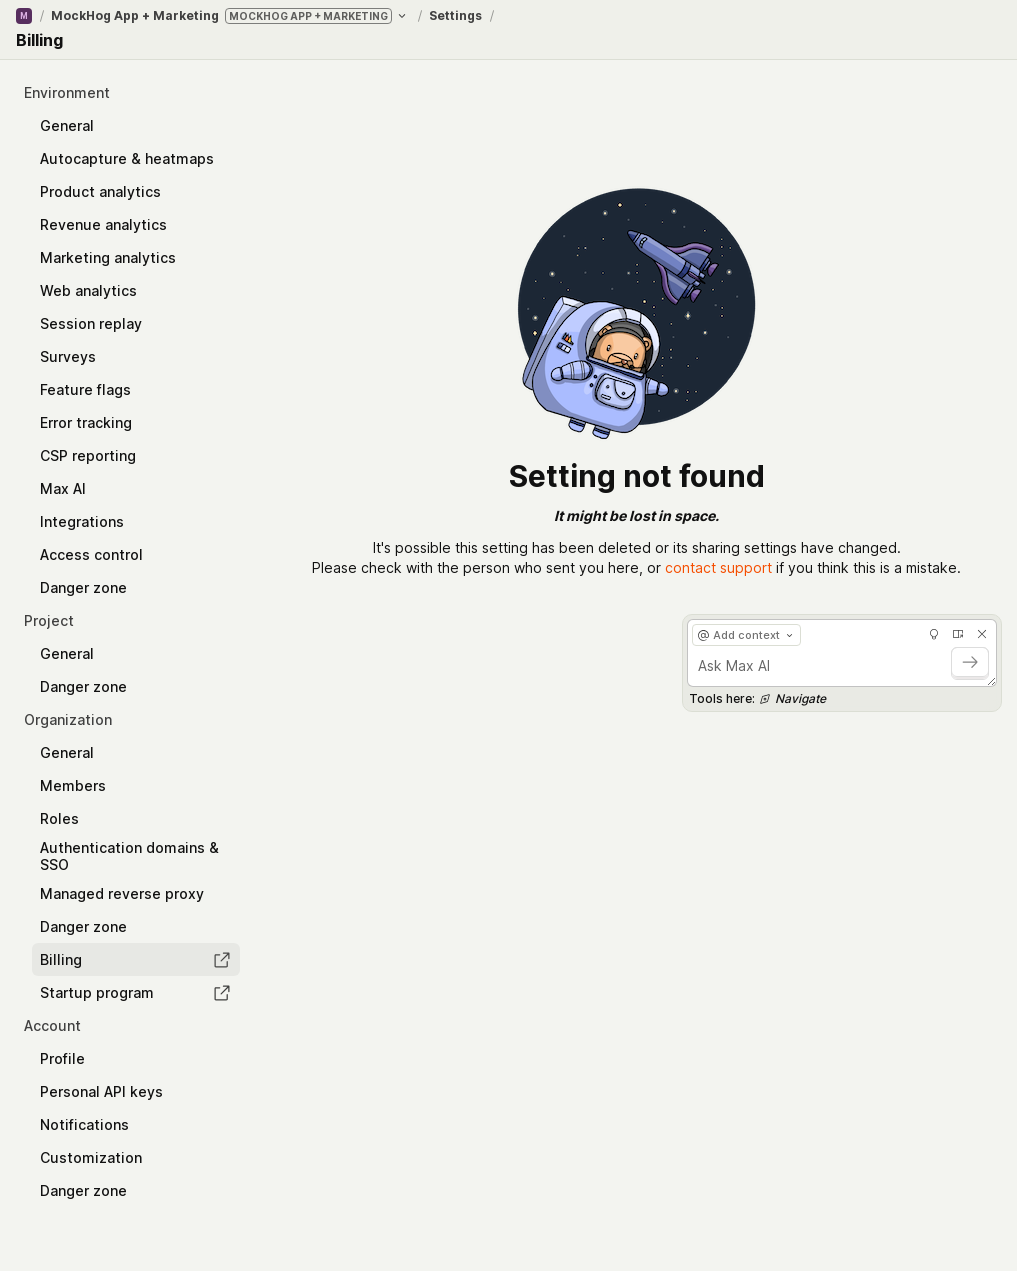 M / MockHog App + Marketing MOCKHOG APP + MARKETING / Settings /
Billing
Environment
General
Autocapture & heatmaps
Product analytics
Revenue analytics
Marketing analytics
Web analytics
Session replay
Surveys
Feature flags
Error tracking
CSP reporting
Max AI
Integrations
Access control
Danger zone
Project
General
Danger zone
Organization
General
Members
Roles
Authentication domains &
SSO
Managed reverse proxy
Danger zone
Billing
Startup program
Account
Profile
Personal API keys
Notifications
Customization
Danger zone
Setting not found
It might be lost in space.
It's possible this setting has been deleted or its sharing settings have changed.
Please check with the person who sent you here, or contact support if you think this is a mistake.
@ Add context
Ask Max AI
Tools here: Navigate